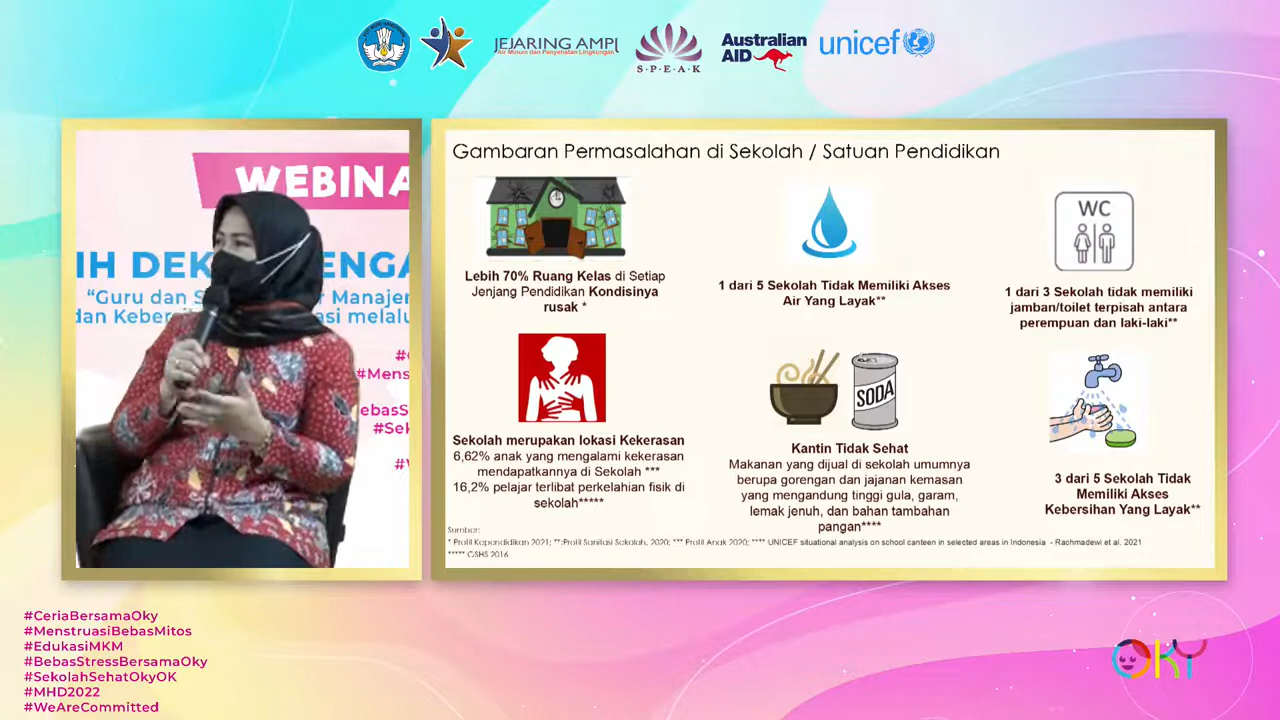 JEJARING AMPL
Air Minum dan Penyehatan Lingkungan
S·P·E·A·K
Australian
AID
unicef
WEBINA
IH DEK ENGA
“Guru dan S r Manajer
dan Keber asi melalu
#Mens
ebasS
#Sek
Gambaran Permasalahan di Sekolah / Satuan Pendidikan
Lebih 70% Ruang Kelas di Setiap
Jenjang Pendidikan Kondisinya
rusak *
1 dari 5 Sekolah Tidak Memiliki Akses
Air Yang Layak**
WC
1 dari 3 Sekolah tidak memiliki
jamban/toilet terpisah antara
perempuan dan laki-laki**
Sekolah merupakan lokasi Kekerasan
6,62% anak yang mengalami kekerasan
mendapatkannya di Sekolah ***
16,2% pelajar terlibat perkelahian fisik di
sekolah*****
SODA
Kantin Tidak Sehat
Makanan yang dijual di sekolah umumnya
berupa gorengan dan jajanan kemasan
yang mengandung tinggi gula, garam,
lemak jenuh, dan bahan tambahan
pangan****
3 dari 5 Sekolah Tidak
Memiliki Akses
Kebersihan Yang Layak**
Sumber:
* Profil Kependidikan 2021; **:Profil Sanitasi Sekolah, 2020; *** Profil Anak 2020; **** UNICEF situational analysis on school canteen in selected areas in Indonesia - Rachmadewi et al. 2021
***** GSHS 2016
#CeriaBersamaOky
#MenstruasiBebasMitos
#EdukasiMKM
#BebasStressBersamaOky
#SekolahSehatOkyOK
#MHD2022
#WeAreCommitted
OKY